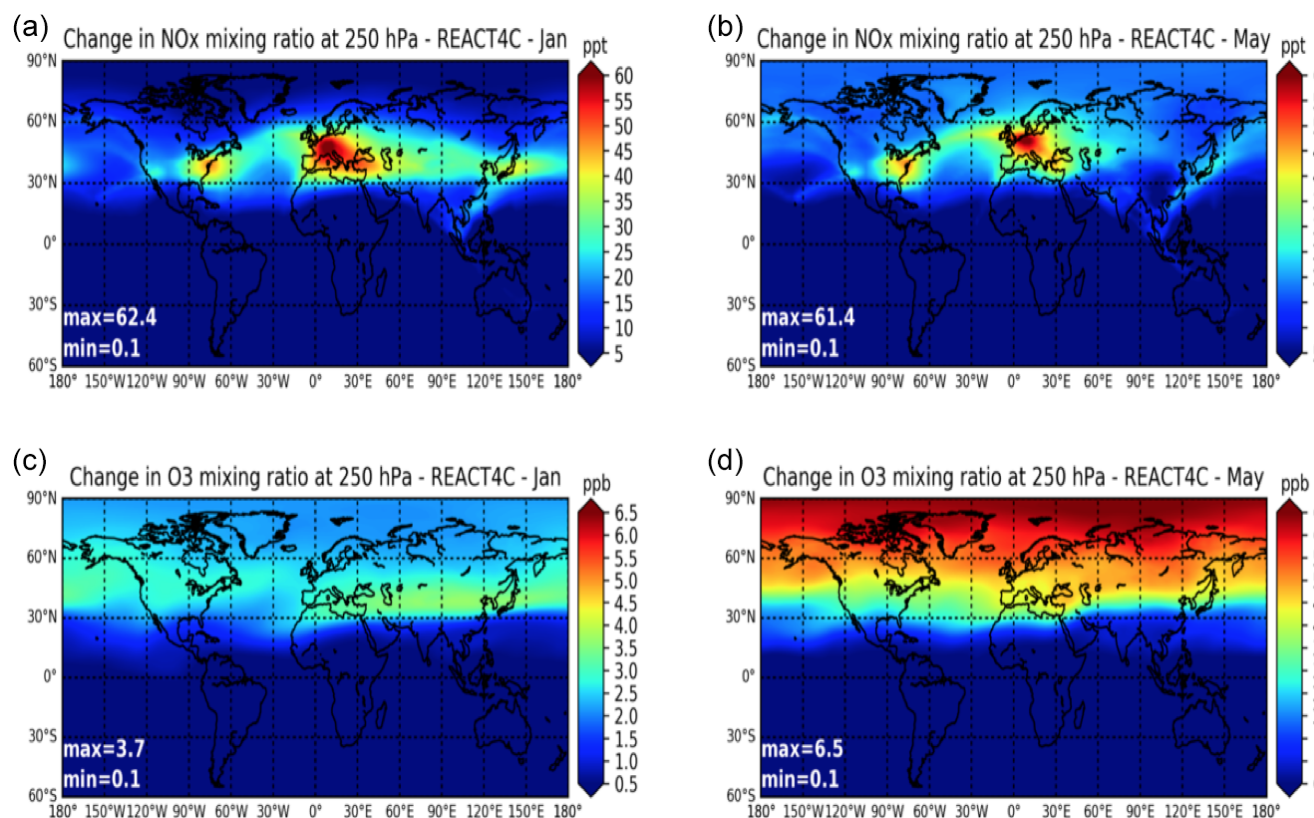 (a)
Change in NOx mixing ratio at 250 hPa - REACT4C - Jan
ppt
90°N
60°N
30°N
0°
30°S
60°S
max=62.4
min=0.1
180° 150°W 120°W 90°W 60°W 30°W 0° 30°E 60°E 90°E 120°E 150°E 180°
60
55
50
45
40
35
30
25
20
15
10
5
(b)
Change in NOx mixing ratio at 250 hPa - REACT4C - May
ppt
90°N
60°N
30°N
0°
30°S
60°S
max=61.4
min=0.1
180° 150°W 120°W 90°W 60°W 30°W 0° 30°E 60°E 90°E 120°E 150°E 180°
(c)
Change in O3 mixing ratio at 250 hPa - REACT4C - Jan
ppb
90°N
60°N
30°N
0°
30°S
60°S
max=3.7
min=0.1
180° 150°W 120°W 90°W 60°W 30°W 0° 30°E 60°E 90°E 120°E 150°E 180°
6.5
6.0
5.5
5.0
4.5
4.0
3.5
3.0
2.5
2.0
1.5
1.0
0.5
(d)
Change in O3 mixing ratio at 250 hPa - REACT4C - May
ppb
90°N
60°N
30°N
0°
30°S
60°S
max=6.5
min=0.1
180° 150°W 120°W 90°W 60°W 30°W 0° 30°E 60°E 90°E 120°E 150°E 180°